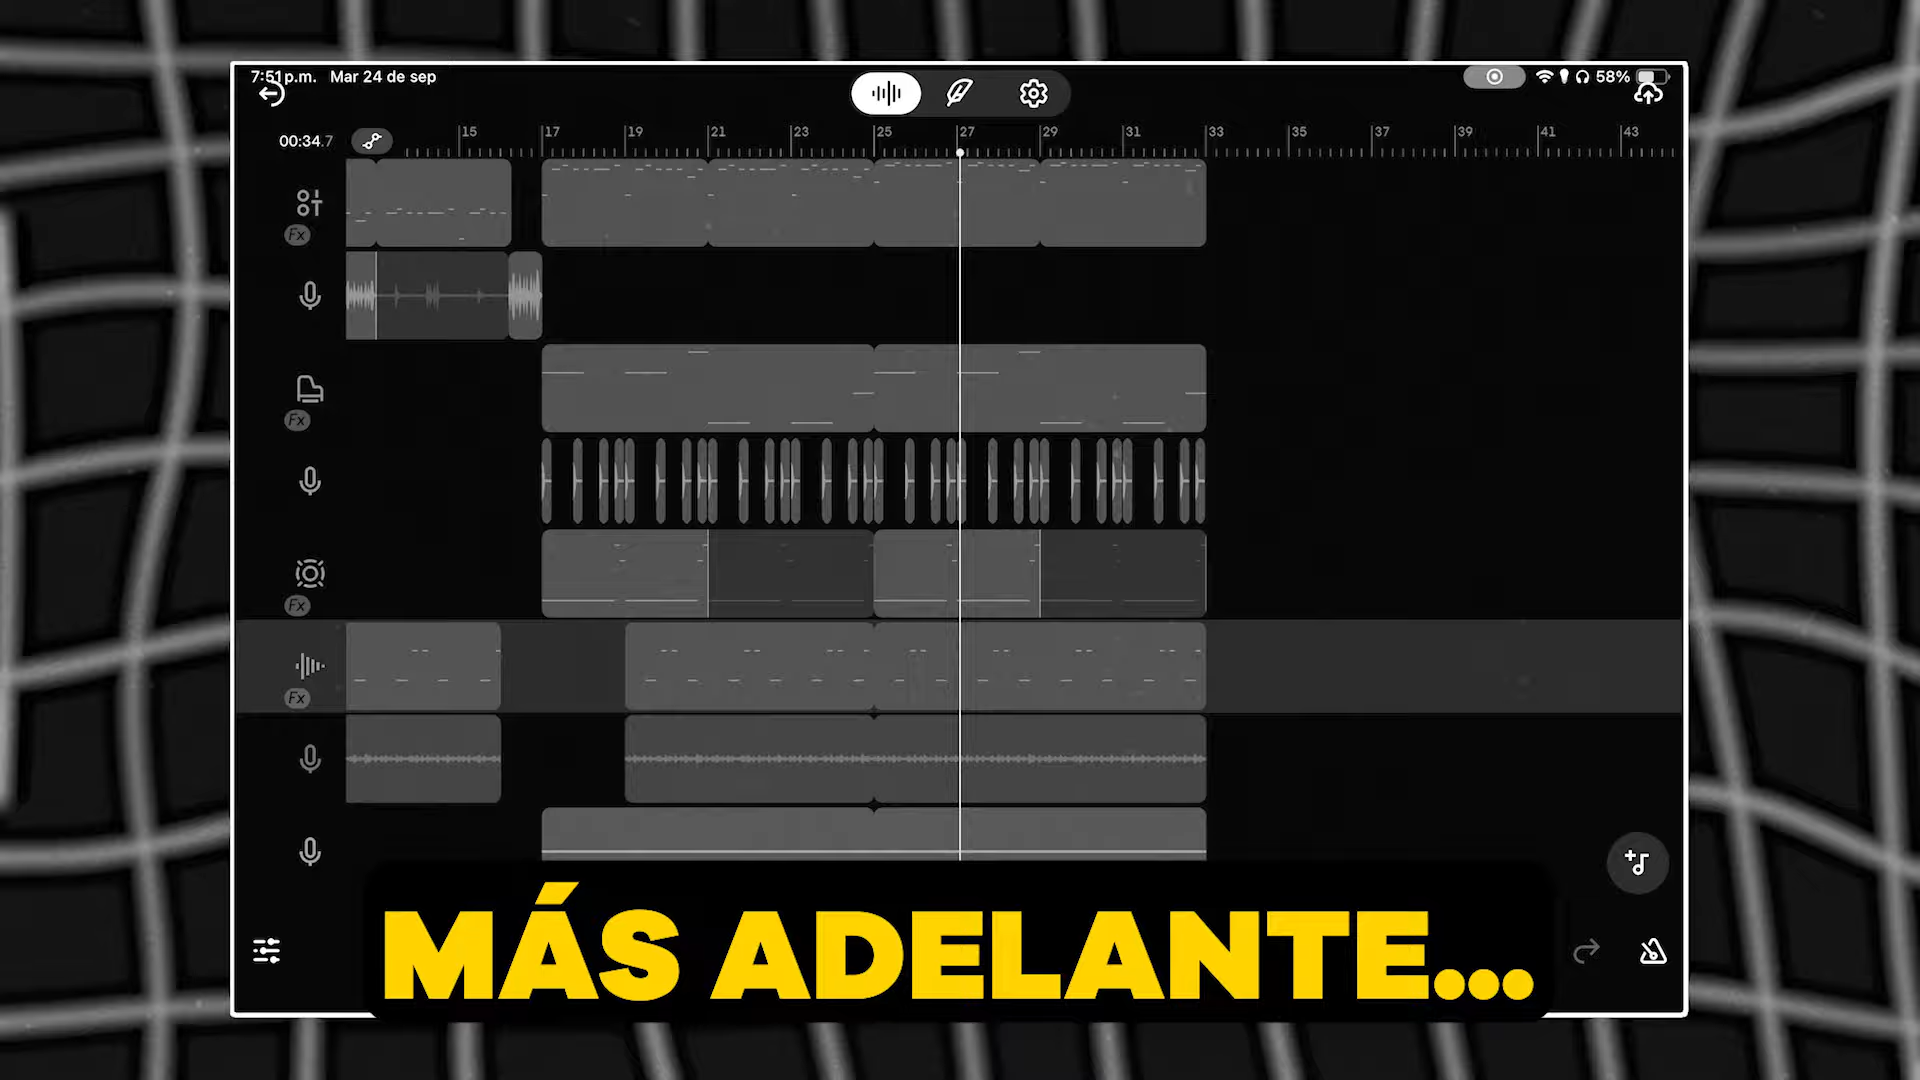 7:51 p.m. Mar 24 de sep
58%
00:34.7
15 17 19 21 23 25 27 29 31 33 35 37 39 41 43
Fx
Fx
Fx
Fx
MÁS ADELANTE...